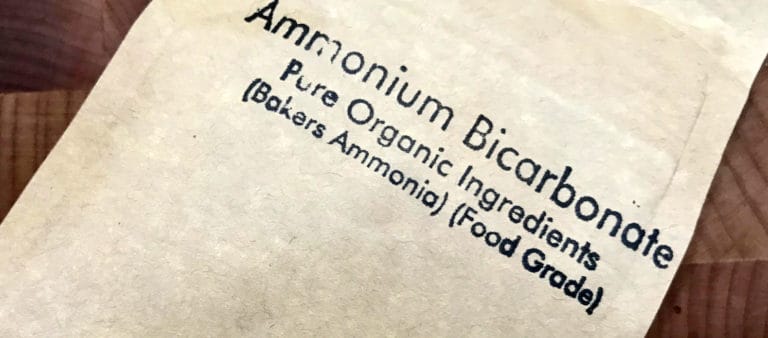 Ammonium Bicarbonate
Pure Organic Ingredients
(Bakers Ammonia) (Food Grade)